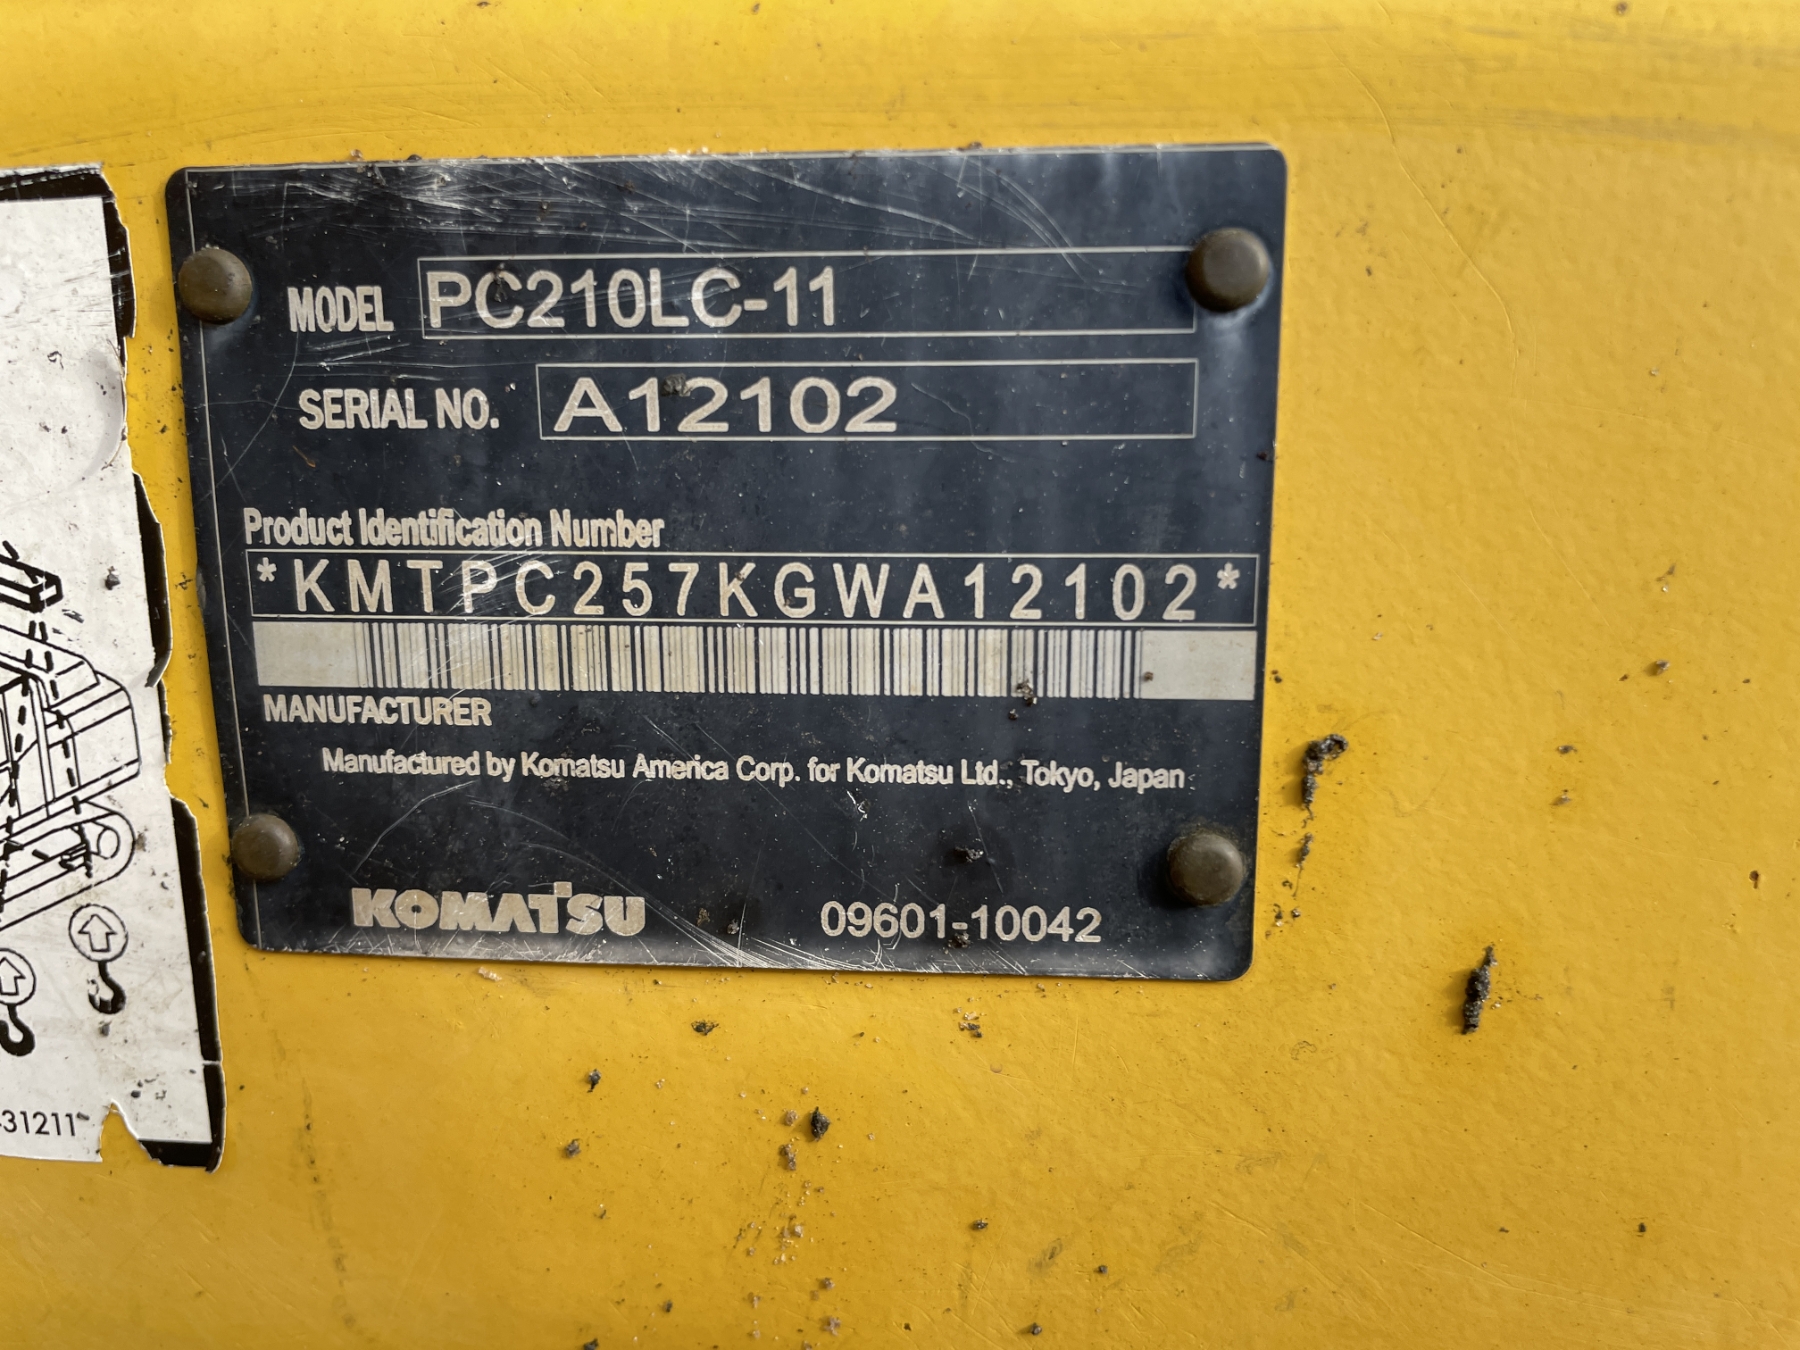 MODEL PC210LC-11
SERIAL NO. A12102
Product Identification Number
*KMTPC257KGWA12102*
MANUFACTURER
Manufactured by Komatsu America Corp. for Komatsu Ltd., Tokyo, Japan
KOMATSU 09601-10042
31211